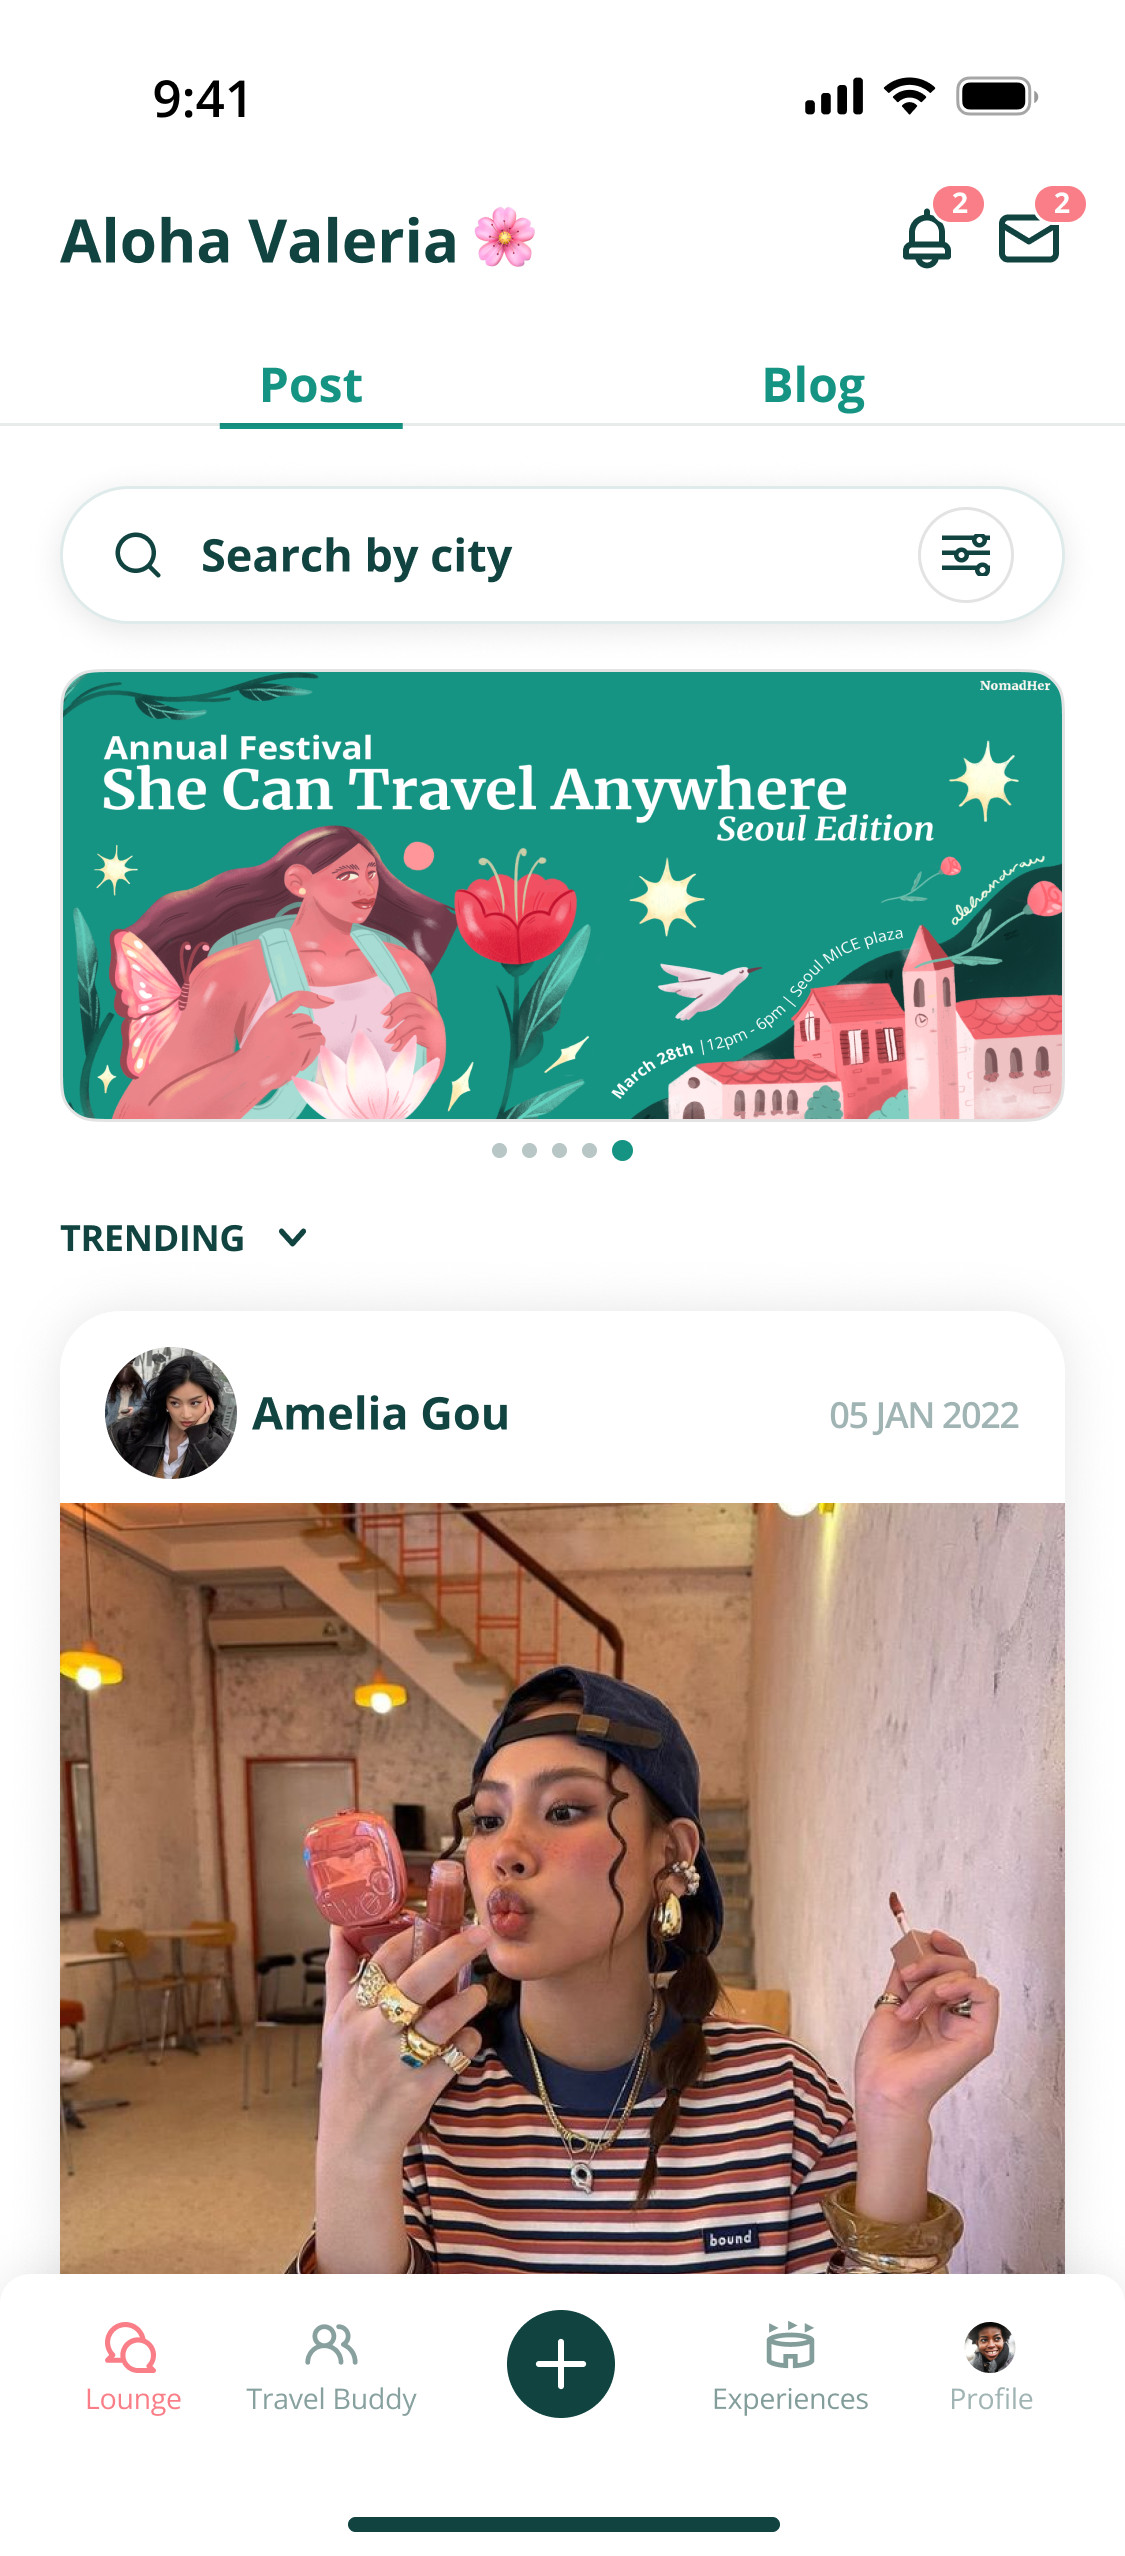 9:41
Aloha Valeria
2
2
Post
Blog
Search by city
NomadHer
Annual Festival
She Can Travel Anywhere
Seoul Edition
alehandraw
March 28th | 12pm - 6pm | Seoul MICE plaza
TRENDING
Amelia Gou
05 JAN 2022
bound
Lounge
Travel Buddy
Experiences
Profile